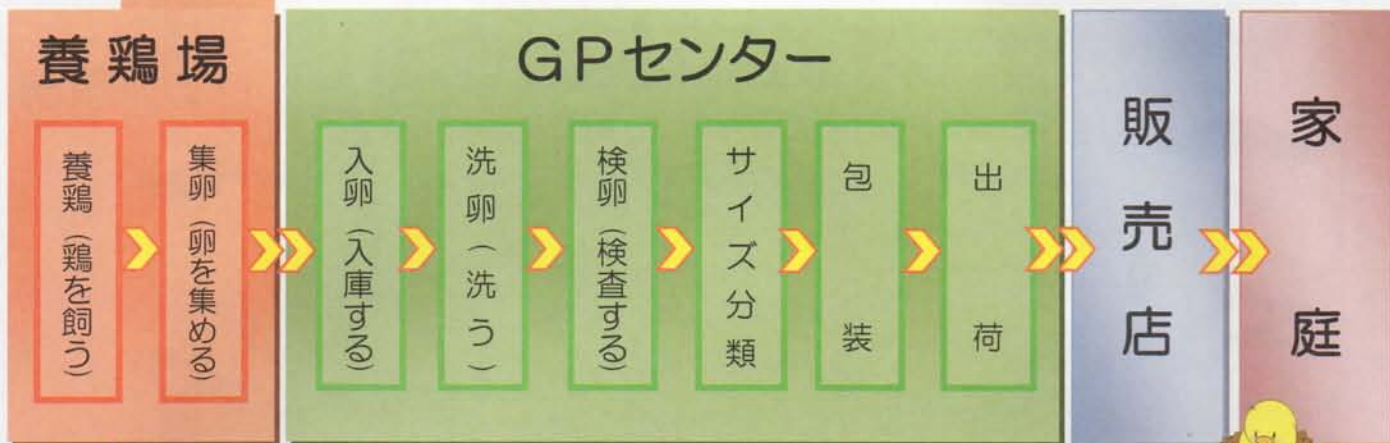 養鶏場
養鶏(鶏を飼う)
集卵(卵を集める)
GPセンター
入卵(入庫する)
洗卵(洗う)
検卵(検査する)
サイズ分類
包装
出荷
販売店
家庭